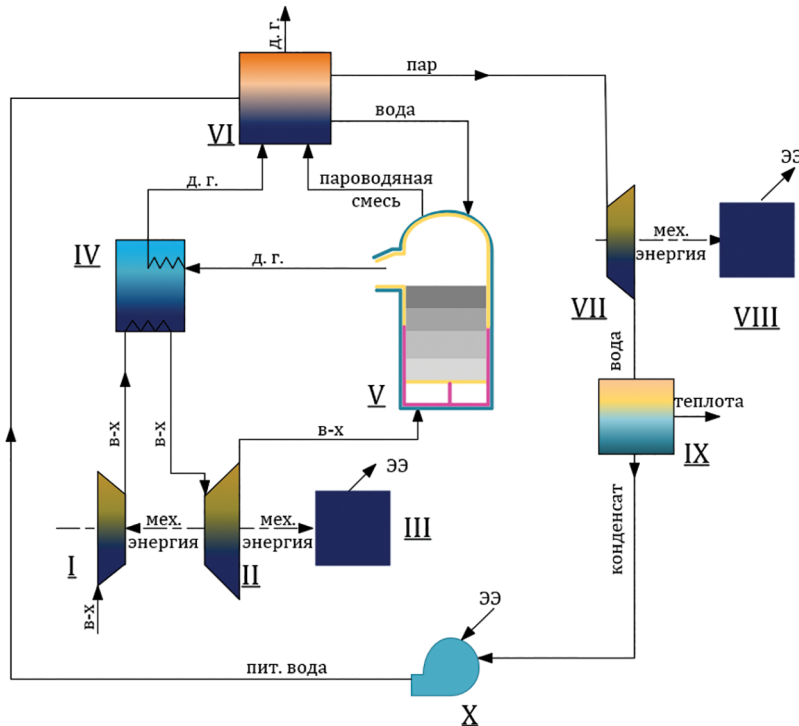 д. г.
пар
вода
VI
ЭЭ
д. г.
пароводяная
смесь
IV
д. г.
мех.
энергия
VII
VIII
вода
V
теплота
IX
в-х
в-х
в-х
ЭЭ
конденсат
мех.
энергия
мех.
энергия
III
I
II
в-х
ЭЭ
пит. вода
X